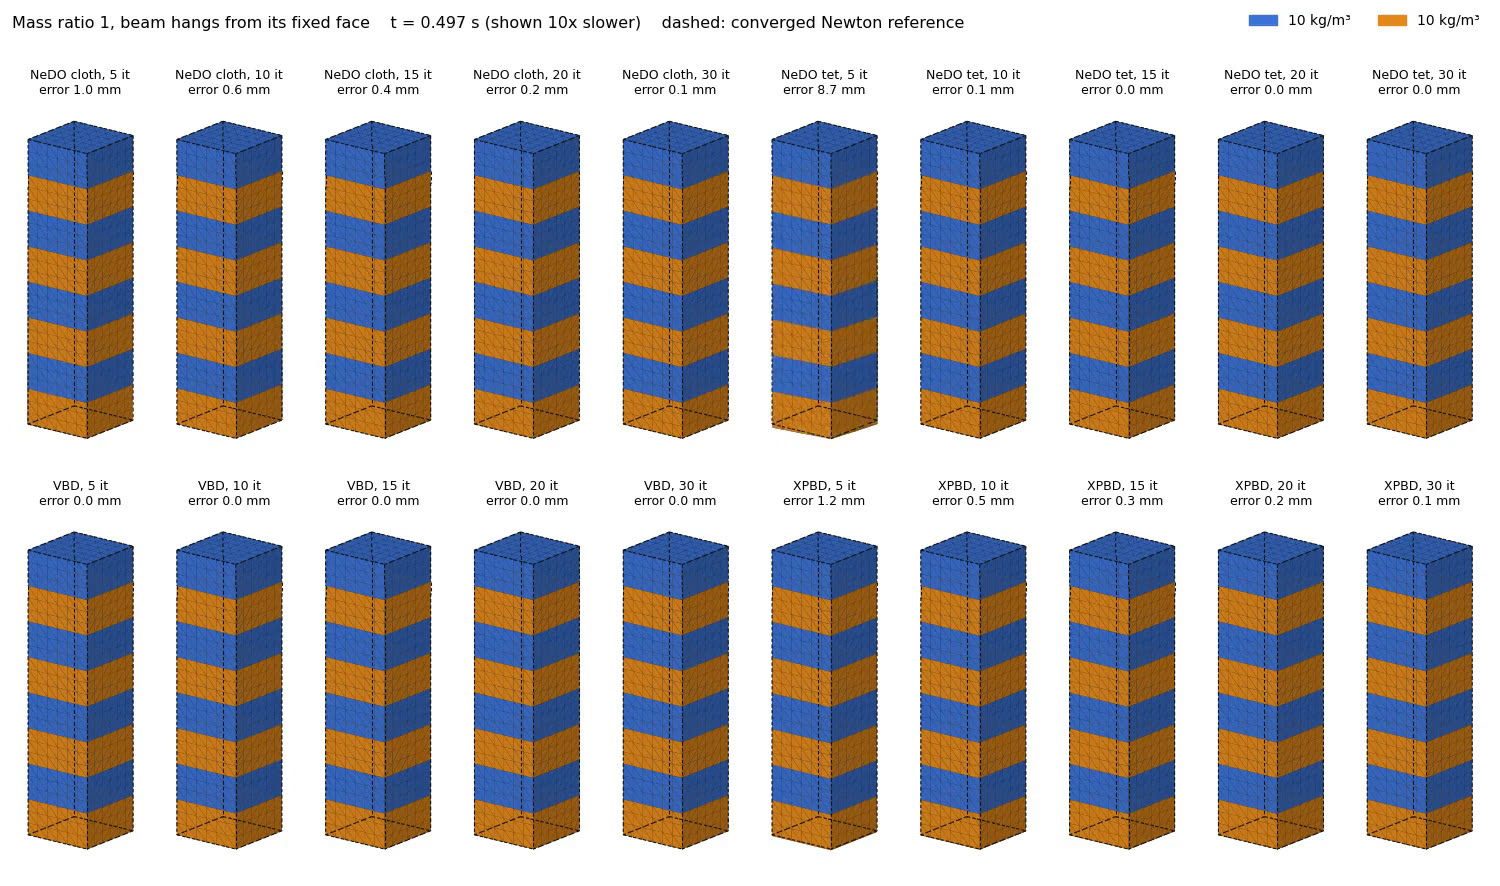 Mass ratio 1, beam hangs from its fixed face    t = 0.497 s (shown 10x slower)    dashed: converged Newton reference
10 kg/m³    10 kg/m³
NeDO cloth, 5 it
error 1.0 mm
NeDO cloth, 10 it
error 0.6 mm
NeDO cloth, 15 it
error 0.4 mm
NeDO cloth, 20 it
error 0.2 mm
NeDO cloth, 30 it
error 0.1 mm
NeDO tet, 5 it
error 8.7 mm
NeDO tet, 10 it
error 0.1 mm
NeDO tet, 15 it
error 0.0 mm
NeDO tet, 20 it
error 0.0 mm
NeDO tet, 30 it
error 0.0 mm
VBD, 5 it
error 0.0 mm
VBD, 10 it
error 0.0 mm
VBD, 15 it
error 0.0 mm
VBD, 20 it
error 0.0 mm
VBD, 30 it
error 0.0 mm
XPBD, 5 it
error 1.2 mm
XPBD, 10 it
error 0.5 mm
XPBD, 15 it
error 0.3 mm
XPBD, 20 it
error 0.2 mm
XPBD, 30 it
error 0.1 mm